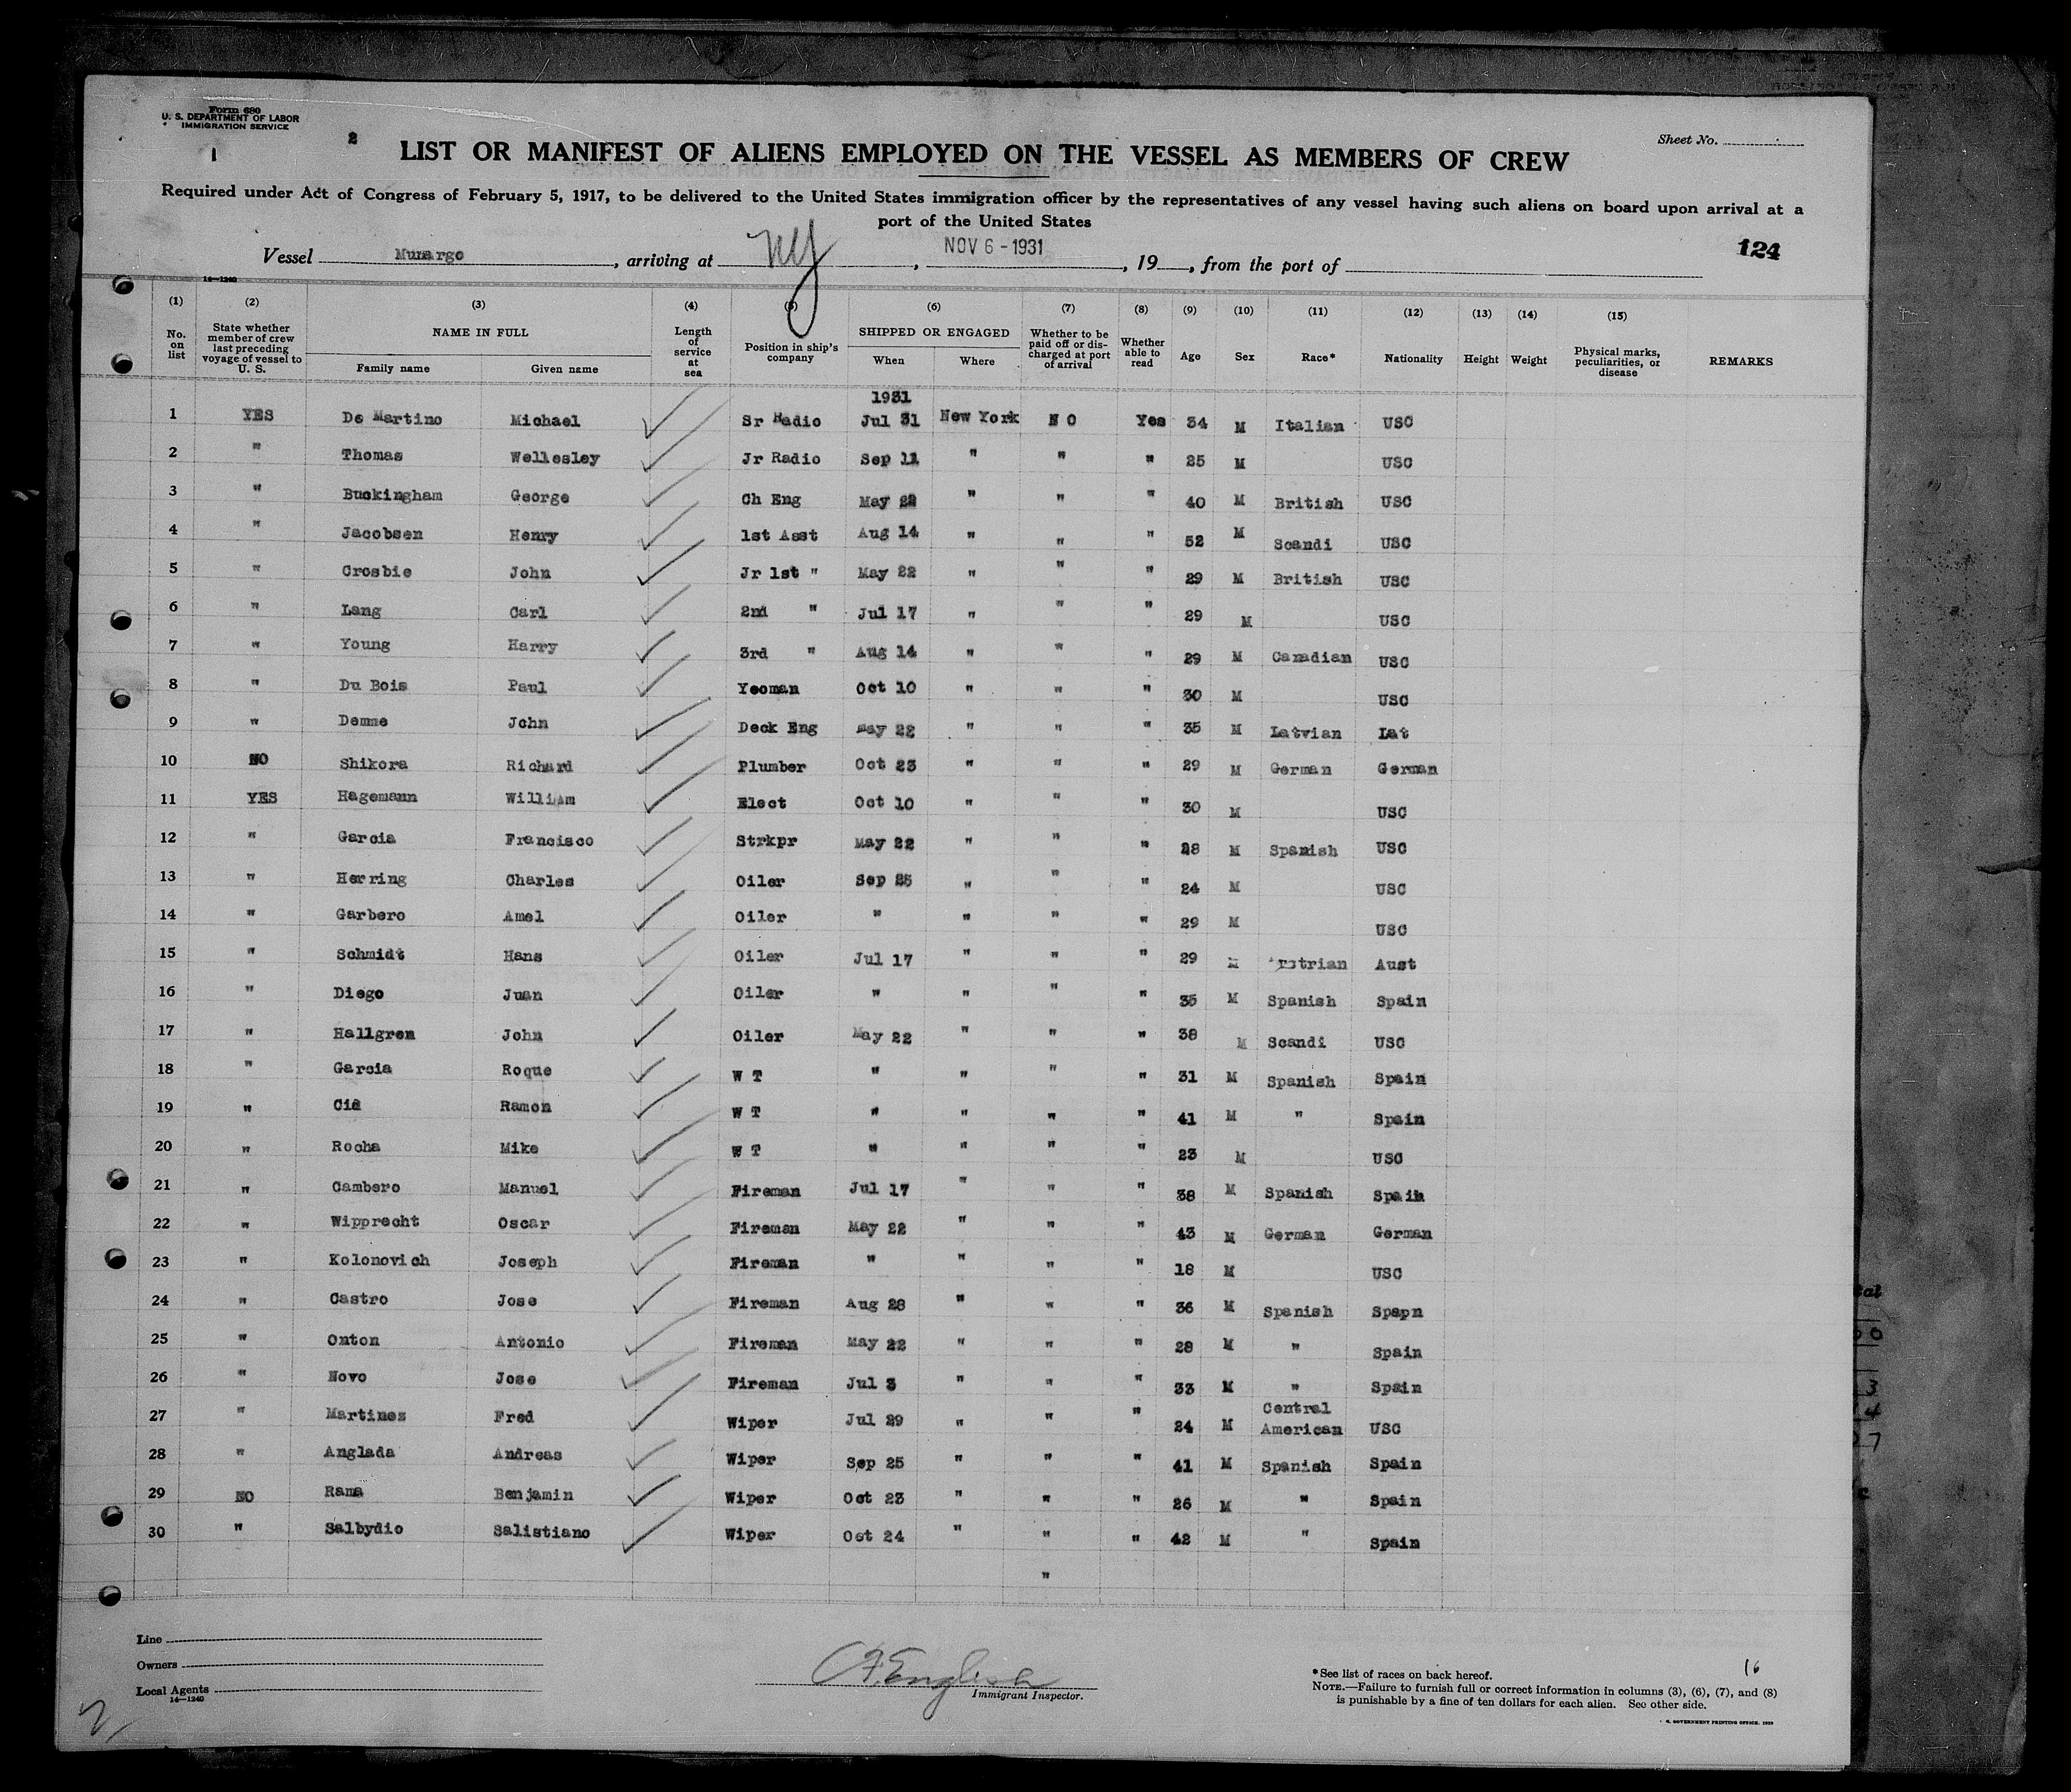 Form 680
U. S. DEPARTMENT OF LABOR
IMMIGRATION SERVICE
1
2
Sheet No.
LIST OR MANIFEST OF ALIENS EMPLOYED ON THE VESSEL AS MEMBERS OF CREW
Required under Act of Congress of February 5, 1917, to be delivered to the United States immigration officer by the representatives of any vessel having such aliens on board upon arrival at a
port of the United States
124
Vessel Munargo, arriving at NY, NOV 6 - 1931, 19, from the port of
14—1240
(1) (2) (3) (4) (5) (6) (7) (8) (9) (10) (11) (12) (13) (14) (15)
No. on list State whether member of crew last preceding voyage of vessel to U. S. NAME IN FULL Family name Given name Length of service at sea Position in ship's company SHIPPED OR ENGAGED When Where Whether to be paid off or discharged at port of arrival Whether able to read Age Sex Race* Nationality Height Weight Physical marks, peculiarities, or disease REMARKS
1931
1 YES De Martino Michael Sr Radio Jul 31 New York NO Yes 34 M Italian USC
2 " Thomas Wellesley Jr Radio Sep 11 " " " 25 M USC
3 " Buckingham George Ch Eng May 22 " " " 40 M British USC
4 " Jacobsen Henry 1st Asst Aug 14 " " " 52 M Scandi USC
5 " Crosbie John Jr 1st " May 22 " " " 29 M British USC
6 " Lang Carl 2nd " Jul 17 " " " 29 M USC
7 " Young Harry 3rd " Aug 14 " " " 29 M Canadian USC
8 " Du Bois Paul Yeoman Oct 10 " " " 30 M USC
9 " Demme John Deck Eng May 22 " " " 35 M Latvian Lat
10 NO Shikora Richard Plumber Oct 23 " " " 29 M German German
11 YES Hagemann William Elect Oct 10 " " " 30 M USC
12 " Garcia Francisco Strkpr May 22 " " " 28 M Spanish USC
13 " Herring Charles Oiler Sep 25 " " " 24 M USC
14 " Garbero Amel Oiler " " " " 29 M USC
15 " Schmidt Hans Oiler Jul 17 " " " 29 M Aust
16 " Diego Juan Oiler " " " " 35 M Spanish Spain
17 " Hallgren John Oiler May 22 " " " 38 M Scandi USC
18 " Garcia Roque W T " " " " 31 M Spanish Spain
19 " Cid Ramon W T " " " " 41 M " Spain
20 " Rocha Mike W T " " " " 23 M USC
21 " Cambero Manuel Fireman Jul 17 " " " 38 M Spanish Spain
22 " Wipprecht Oscar Fireman May 22 " " " 43 M German German
23 " Kolonovich Joseph Fireman " " " " 18 M USC
24 " Castro Jose Fireman Aug 28 " " " 36 M Spanish Spapn
25 " Onton Antonio Fireman May 22 " " " 28 M " Spain
26 " Novo Jose Fireman Jul 3 " " " 33 M " Spain
27 " Martinez Fred Wiper Jul 29 " " " 24 M Central American USC
28 " Anglada Andreas Wiper Sep 25 " " " 41 M Spanish Spain
29 NO Rama Benjamin Wiper Oct 23 " " " 26 M " Spain
30 " Salbydio Salistiano Wiper Oct 24 " " " 42 M " Spain
"
Line
Owners
Local Agents
14—1240
C F English
Immigrant Inspector.
16
*See list of races on back hereof.
NOTE.—Failure to furnish full or correct information in columns (3), (6), (7), and (8)
is punishable by a fine of ten dollars for each alien. See other side.
GOVERNMENT PRINTING OFFICE. 1929
2